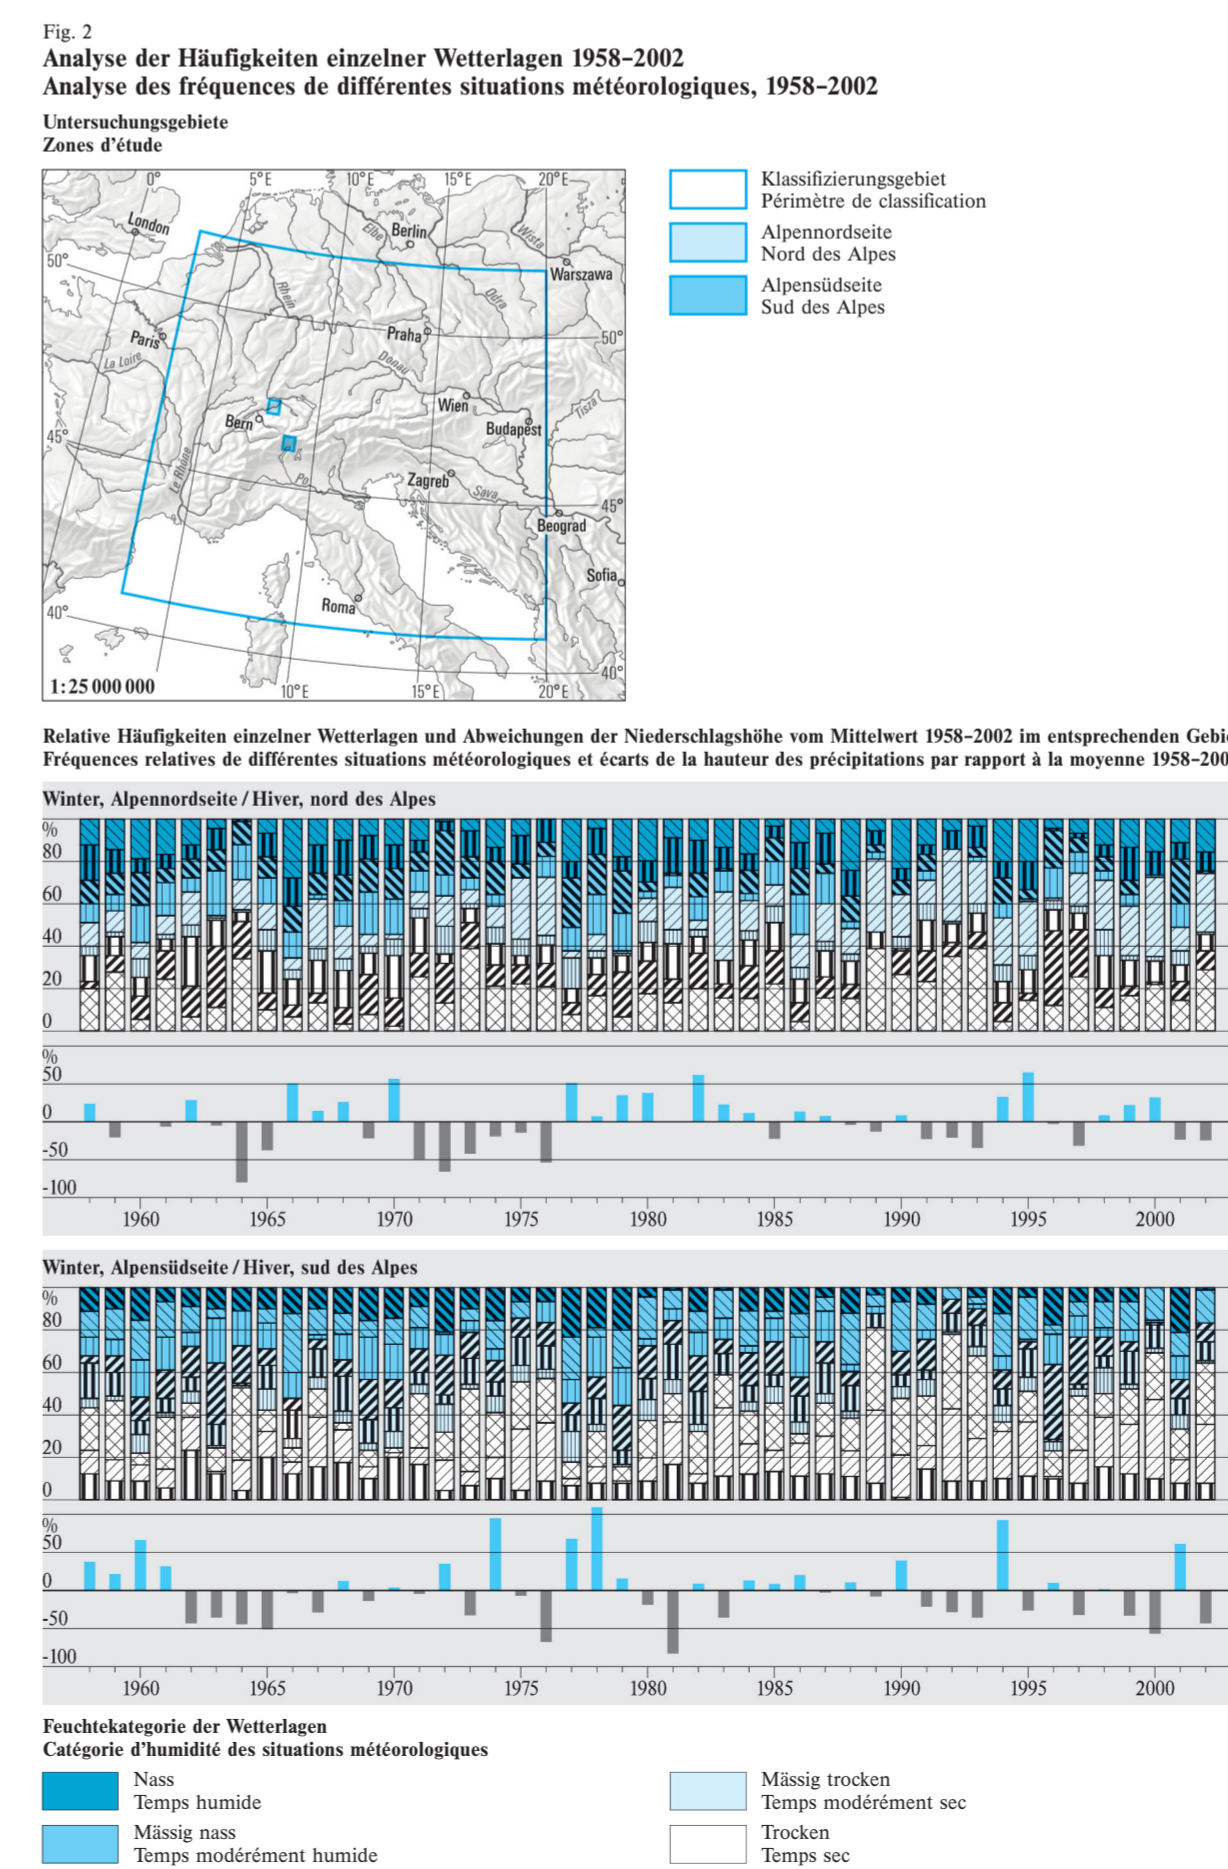 Fig. 2
Analyse der Häufigkeiten einzelner Wetterlagen 1958–2002
Analyse des fréquences de différentes situations météorologiques, 1958–2002
Untersuchungsgebiete
Zones d'étude
0° 5°E 10°E 15°E 20°E
London
Elbe
Berlin
Wisła
50°
Warszawa
Rhein
Odra
Paris
Praha
50°
La Loire
Donau
Wien
Tisza
Bern
Budapest
45°
Le Rhône
Po
Zagreb
Sava
45°
Beograd
Sofia
Roma
40°
40°
1:25 000 000
10°E 15°E 20°E
Klassifizierungsgebiet
Périmètre de classification
Alpennordseite
Nord des Alpes
Alpensüdseite
Sud des Alpes
Relative Häufigkeiten einzelner Wetterlagen und Abweichungen der Niederschlagshöhe vom Mittelwert 1958–2002 im entsprechenden Gebie
Fréquences relatives de différentes situations météorologiques et écarts de la hauteur des précipitations par rapport à la moyenne 1958–200
Winter, Alpennordseite / Hiver, nord des Alpes
%
80
60
40
20
0
%
50
0
-50
-100
1960 1965 1970 1975 1980 1985 1990 1995 2000
Winter, Alpensüdseite / Hiver, sud des Alpes
%
80
60
40
20
0
%
50
0
-50
-100
1960 1965 1970 1975 1980 1985 1990 1995 2000
Feuchtekategorie der Wetterlagen
Catégorie d'humidité des situations météorologiques
Nass
Temps humide
Mässig nass
Temps modérément humide
Mässig trocken
Temps modérément sec
Trocken
Temps sec